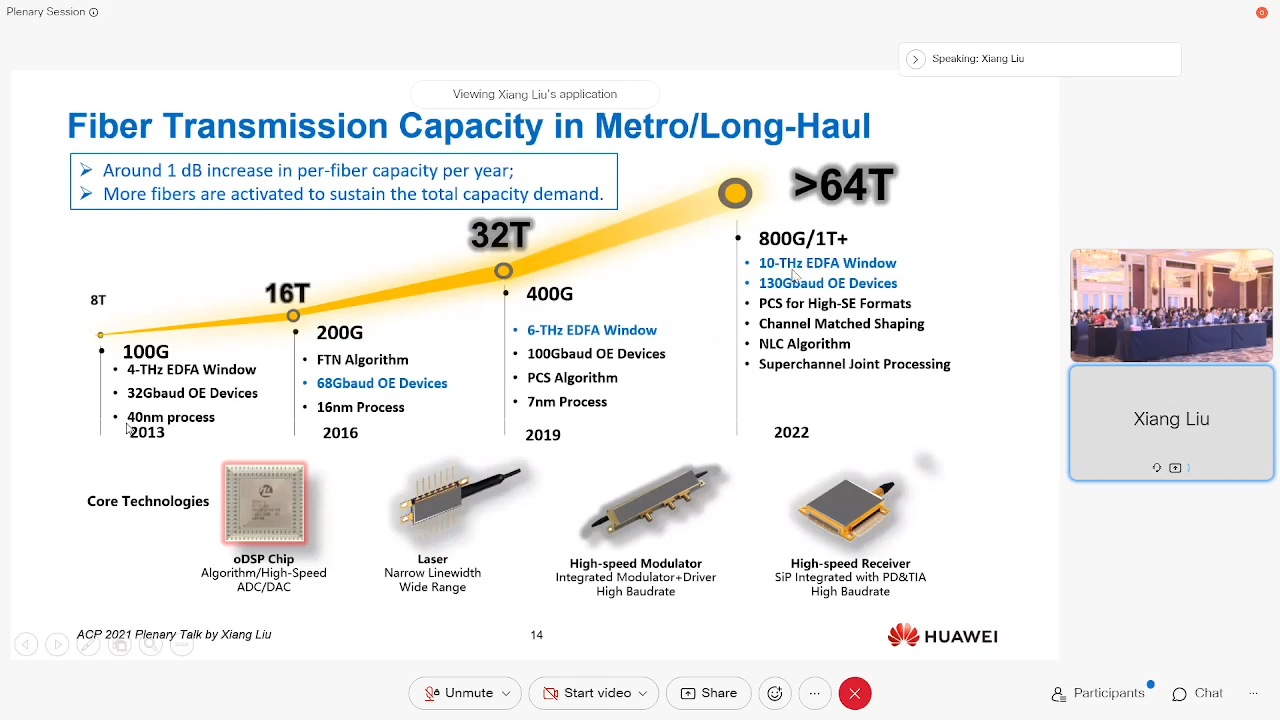 Plenary Session
Speaking: Xiang Liu
Viewing Xiang Liu's application
Fiber Transmission Capacity in Metro/Long-Haul
Around 1 dB increase in per-fiber capacity per year;
More fibers are activated to sustain the total capacity demand.
8T
16T
32T
>64T
100G
• 4-THz EDFA Window
• 32Gbaud OE Devices
• 40nm process
2013
200G
• FTN Algorithm
• 68Gbaud OE Devices
• 16nm Process
2016
400G
• 6-THz EDFA Window
• 100Gbaud OE Devices
• PCS Algorithm
• 7nm Process
2019
800G/1T+
• 10-THz EDFA Window
• 130Gbaud OE Devices
• PCS for High-SE Formats
• Channel Matched Shaping
• NLC Algorithm
• Superchannel Joint Processing
2022
Core Technologies
oDSP Chip
Algorithm/High-Speed
ADC/DAC
Laser
Narrow Linewidth
Wide Range
High-speed Modulator
Integrated Modulator+Driver
High Baudrate
High-speed Receiver
SiP Integrated with PD&TIA
High Baudrate
ACP 2021 Plenary Talk by Xiang Liu
14
HUAWEI
Xiang Liu
Unmute
Start video
Share
Participants
Chat